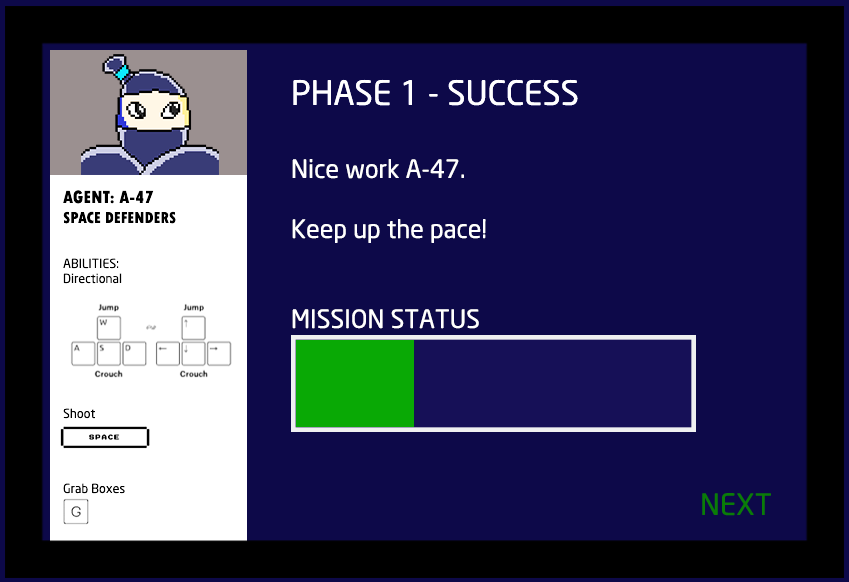 PHASE 1 - SUCCESS
Nice work A-47.
Keep up the pace!
MISSION STATUS
NEXT
AGENT: A-47
SPACE DEFENDERS
ABILITIES:
Directional
Jump
Jump
W
↑
A
S
D
←
↓
→
Crouch
Crouch
Shoot
SPACE
Grab Boxes
G